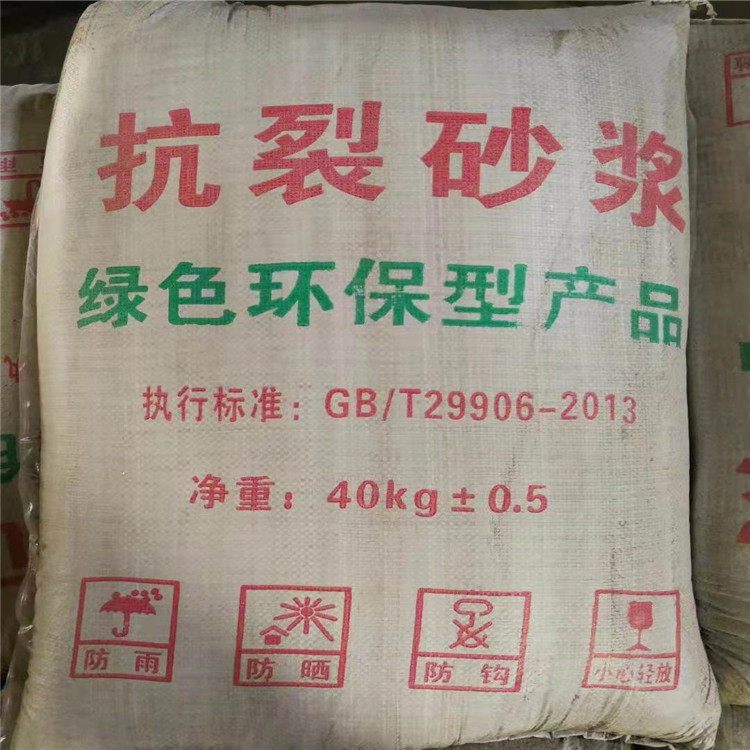 抗裂砂浆
绿色环保型产品
执行标准：GB/T29906-2013
净重：40kg±0.5
防雨 防晒 防钩 小心轻放